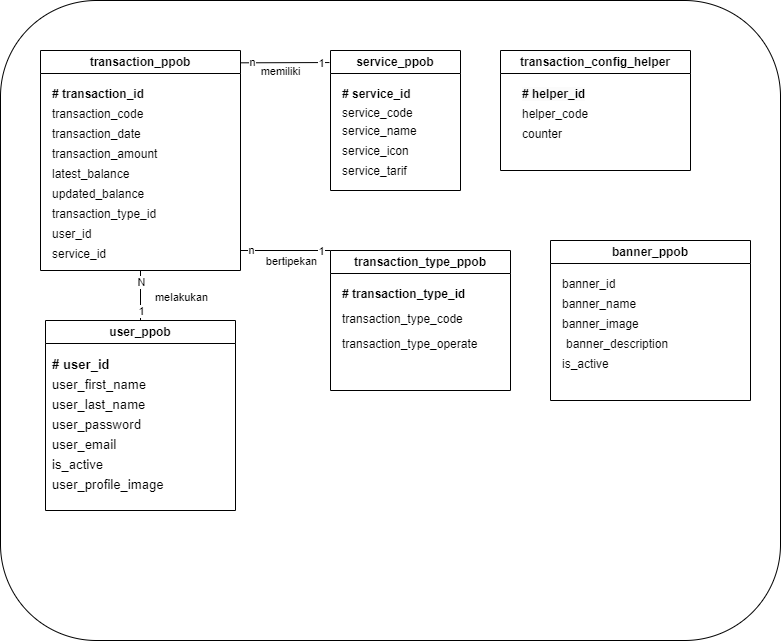 transaction_ppob
# transaction_id
transaction_code
transaction_date
transaction_amount
latest_balance
updated_balance
transaction_type_id
user_id
service_id
n
1
memiliki
service_ppob
# service_id
service_code
service_name
service_icon
service_tarif
transaction_config_helper
# helper_id
helper_code
counter
n
1
bertipekan
transaction_type_ppob
# transaction_type_id
transaction_type_code
transaction_type_operate
banner_ppob
banner_id
banner_name
banner_image
banner_description
is_active
N
melakukan
1
user_ppob
# user_id
user_first_name
user_last_name
user_password
user_email
is_active
user_profile_image